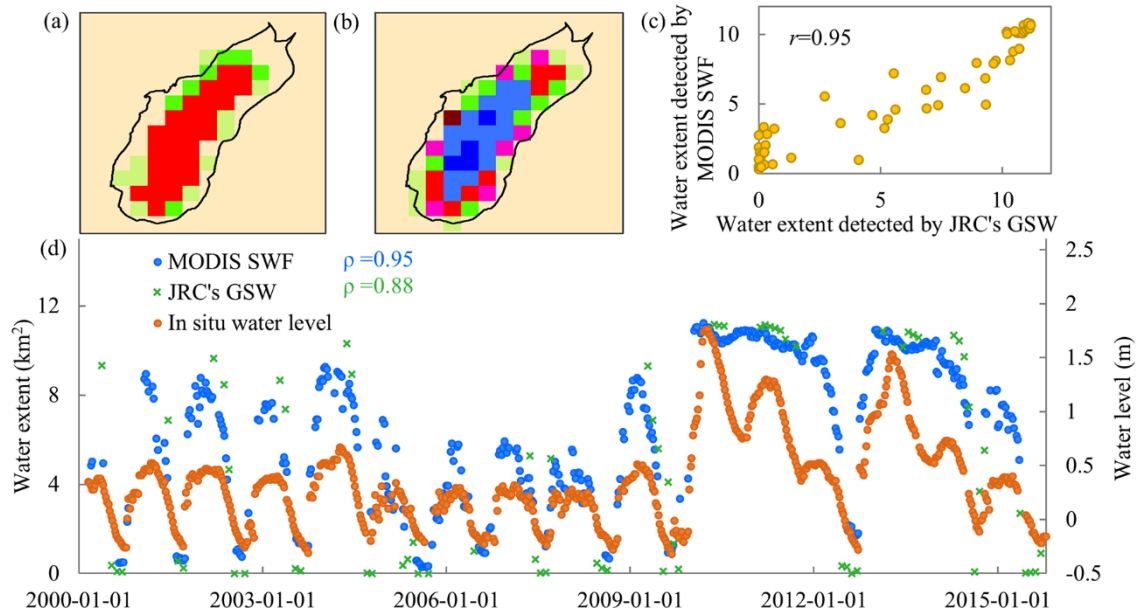 (a)
(b)
(c)
Water extent detected by
MODIS SWF
10
5
0
r=0.95
0
5
10
Water extent detected by JRC's GSW
(d)
MODIS SWF
ρ =0.95
JRC's GSW
ρ =0.88
In situ water level
Water extent (km²)
12
8
4
0
2.5
2
1.5
1
0.5
0
-0.5
Water level (m)
2000-01-01
2003-01-01
2006-01-01
2009-01-01
2012-01-01
2015-01-01